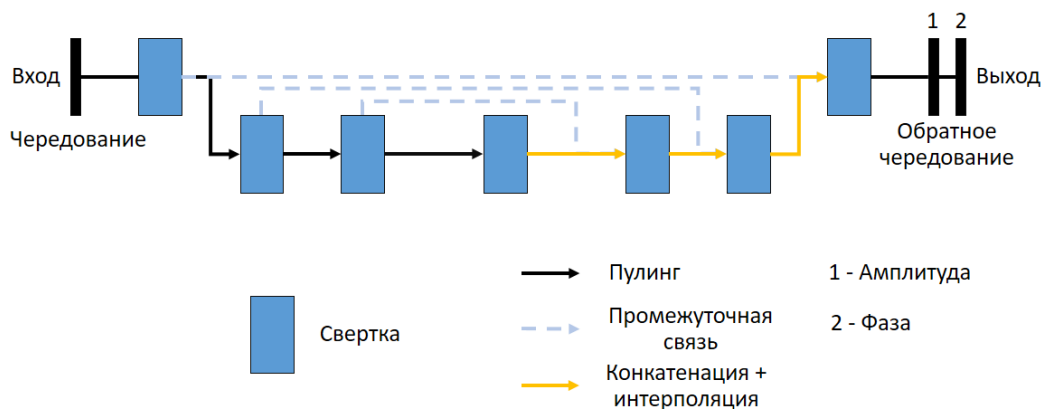 1 2
Вход
Выход
Чередование
Обратное
чередование
Пулинг
1 - Амплитуда
Свертка
Промежуточная
связь
2 - Фаза
Конкатенация +
интерполяция